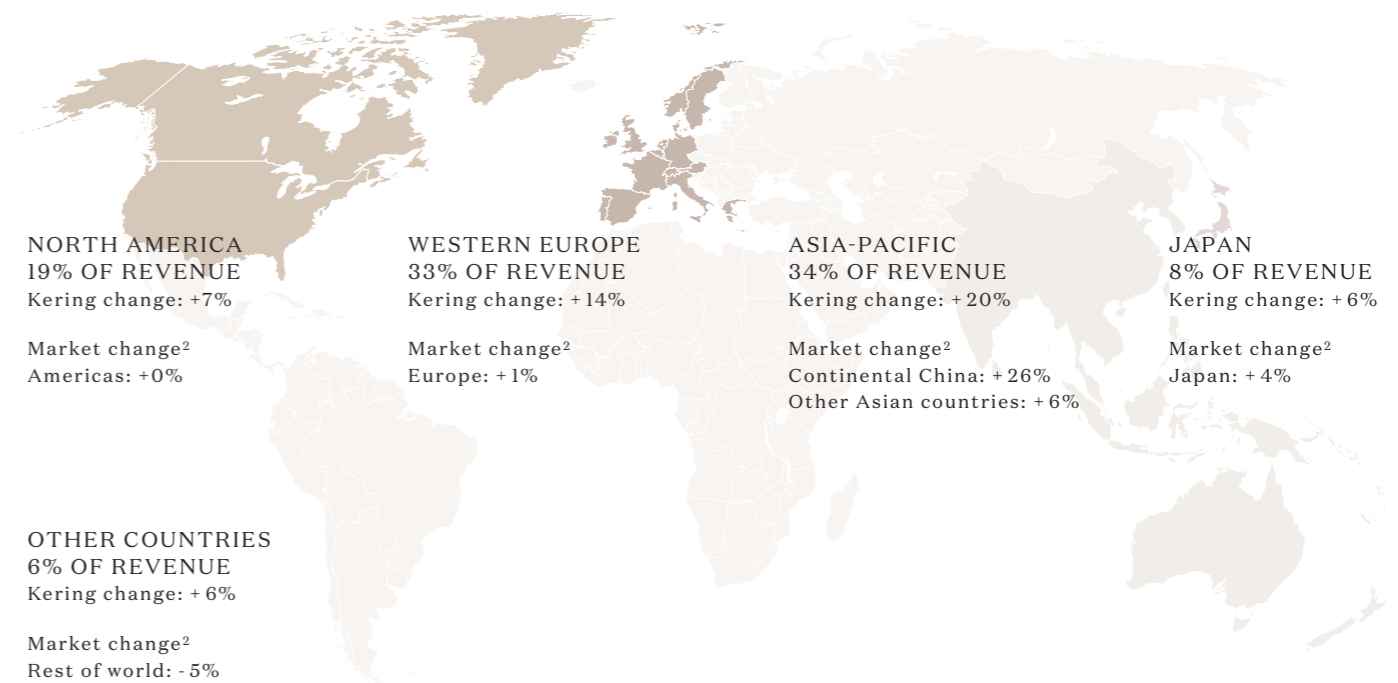 NORTH AMERICA
19% OF REVENUE
Kering change: +7%
Market change²
Americas: +0%
WESTERN EUROPE
33% OF REVENUE
Kering change: +14%
Market change²
Europe: +1%
ASIA-PACIFIC
34% OF REVENUE
Kering change: +20%
Market change²
Continental China: +26%
Other Asian countries: +6%
JAPAN
8% OF REVENUE
Kering change: +6%
Market change²
Japan: +4%
OTHER COUNTRIES
6% OF REVENUE
Kering change: +6%
Market change²
Rest of world: -5%